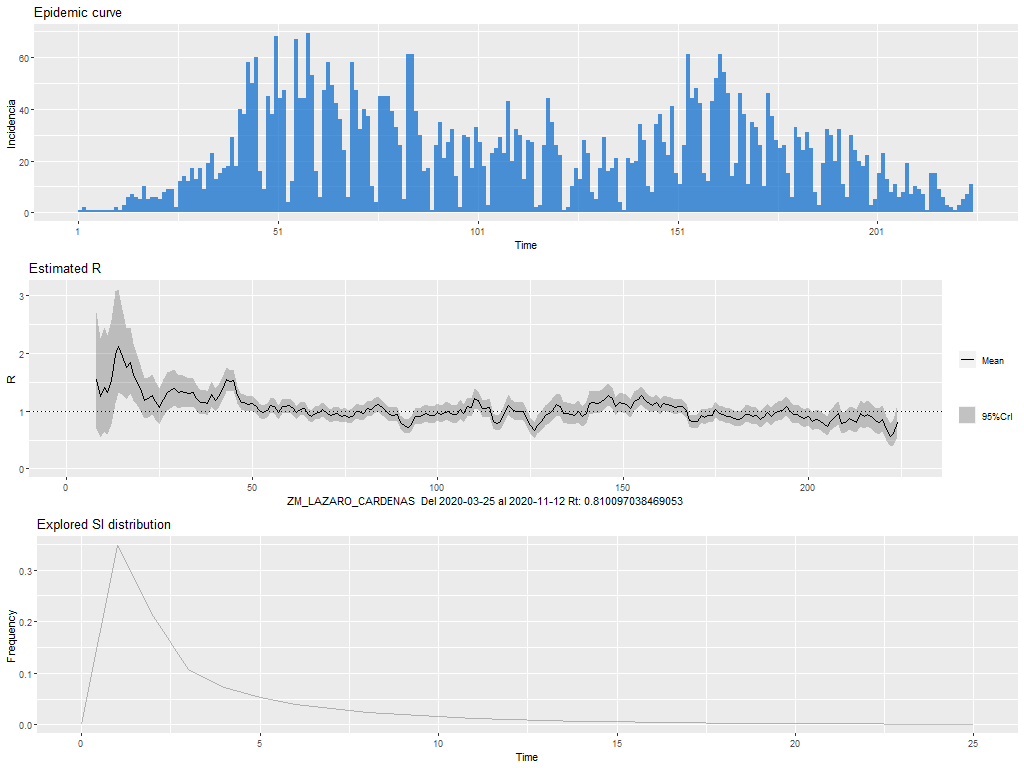 Epidemic curve
60
40
20
0
Incidencia
1 51 101 151 201
Time
Estimated R
3
2
1
0
R
Mean
95%CrI
0 50 100 150 200
ZM_LAZARO_CARDENAS Del 2020-03-25 al 2020-11-12 Rt: 0.810097038469053
Explored SI distribution
0.3
0.2
0.1
0.0
Frequency
0 5 10 15 20 25
Time